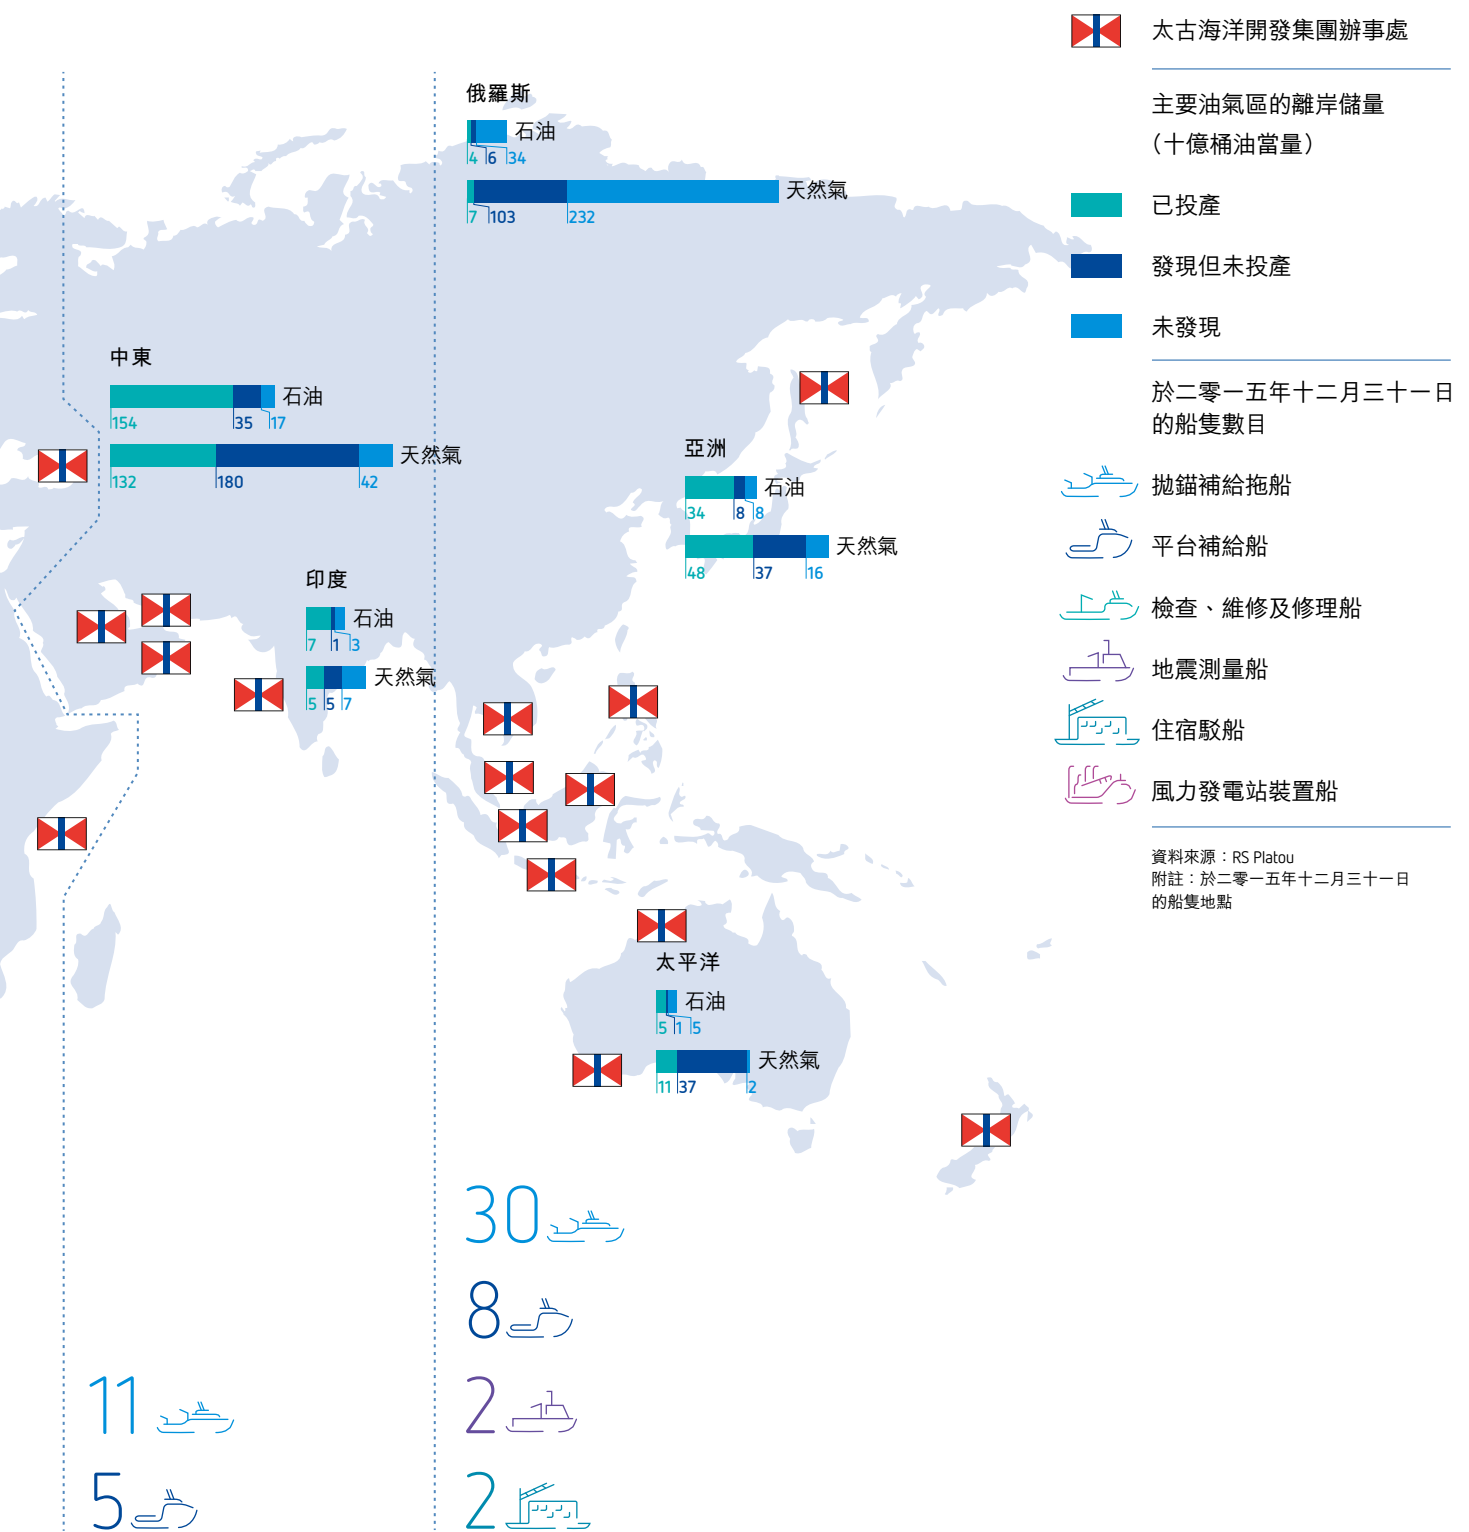 太古海洋開發集團辦事處
主要油氣區的離岸儲量
（十億桶油當量）
已投產
發現但未投產
未發現
於二零一五年十二月三十一日
的船隻數目
拋錨補給拖船
平台補給船
檢查、維修及修理船
地震測量船
住宿駁船
風力發電站裝置船
資料來源：RS Platou
附註：於二零一五年十二月三十一日
的船隻地點
俄羅斯
石油
4 6 34
天然氣
7 103 232
中東
石油
154 35 17
天然氣
132 180 42
亞洲
石油
34 8 8
天然氣
48 37 16
印度
石油
7 1 3
天然氣
5 5 7
太平洋
石油
5 1 5
天然氣
11 37 2
11
5
30
8
2
2